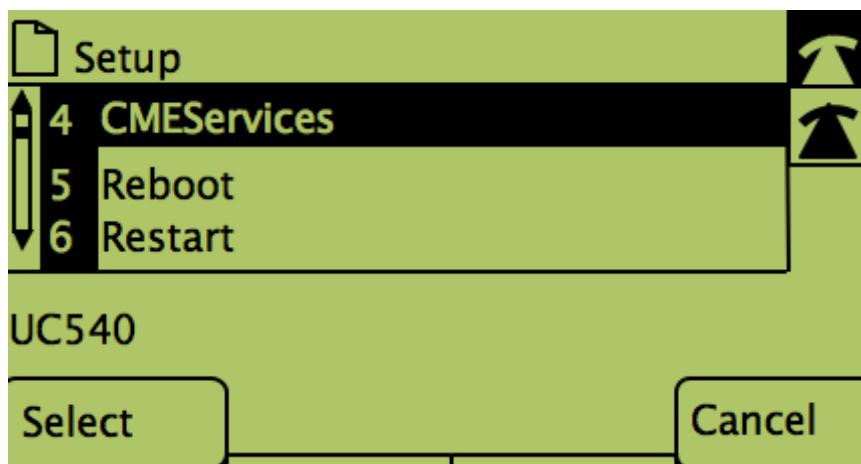 Setup
4 CMEServices
5 Reboot
6 Restart
UC540
Select Cancel